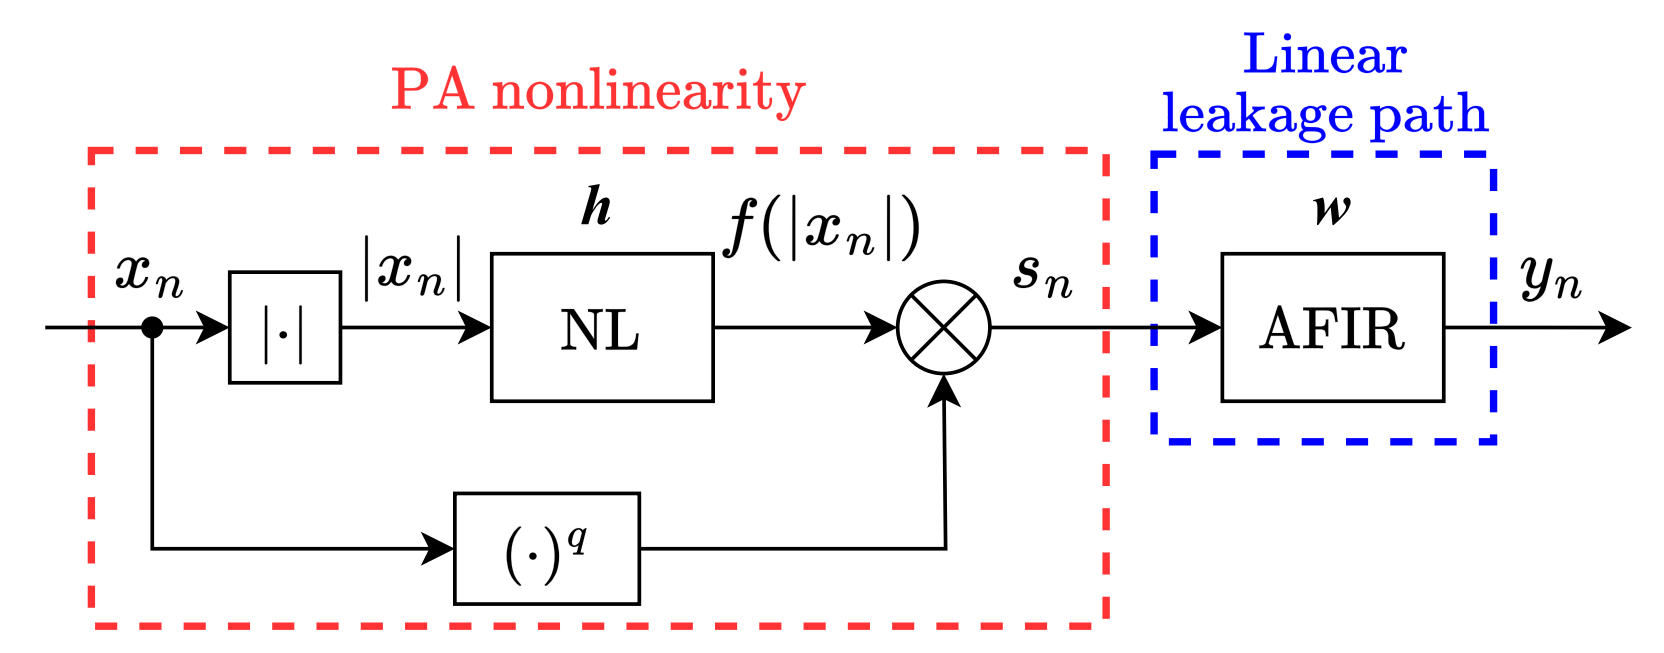 PA nonlinearity
Linear
leakage path
h
w
x_n
|·|
|x_n|
NL
f(|x_n|)
s_n
AFIR
y_n
(·)^q